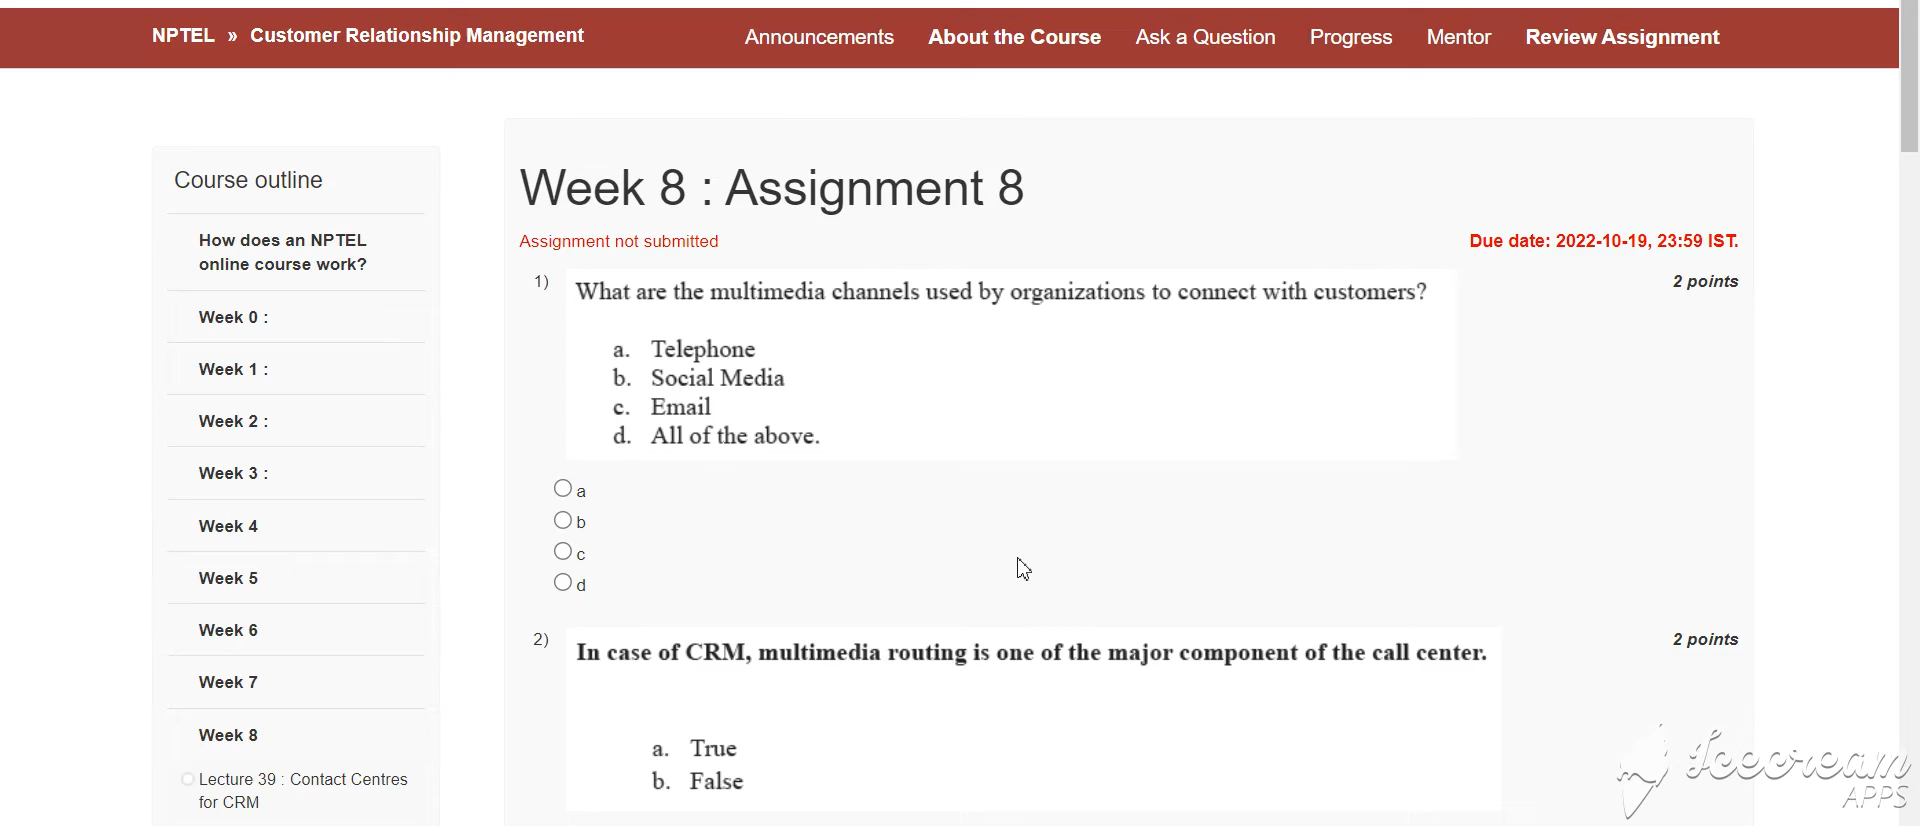 NPTEL » Customer Relationship Management
Announcements About the Course Ask a Question Progress Mentor Review Assignment
Course outline
How does an NPTEL
online course work?
Week 0 :
Week 1 :
Week 2 :
Week 3 :
Week 4
Week 5
Week 6
Week 7
Week 8
Lecture 39 : Contact Centres
for CRM
Week 8 : Assignment 8
Assignment not submitted
Due date: 2022-10-19, 23:59 IST.
1)
2 points
What are the multimedia channels used by organizations to connect with customers?
a. Telephone
b. Social Media
c. Email
d. All of the above.
a
b
c
d
2)
2 points
In case of CRM, multimedia routing is one of the major component of the call center.
a. True
b. False
Icecream
APPS